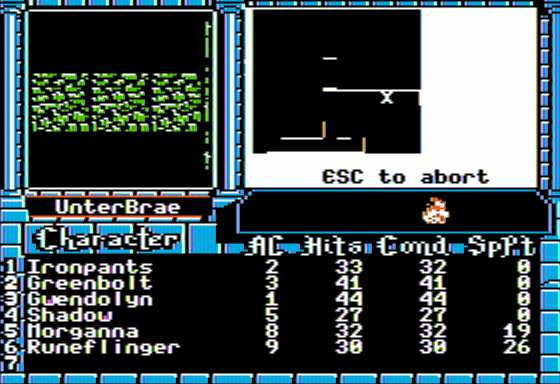 X
ESC to abort
UnterBrae
Character AC Hits Cond SpPt
1 Ironpants 2 33 32 0
2 Greenbolt 3 41 41 0
3 Gwendolyn 1 44 44 0
4 Shadow 5 27 27 0
5 Morganna 8 32 32 19
6 Runeflinger 9 30 30 26
7